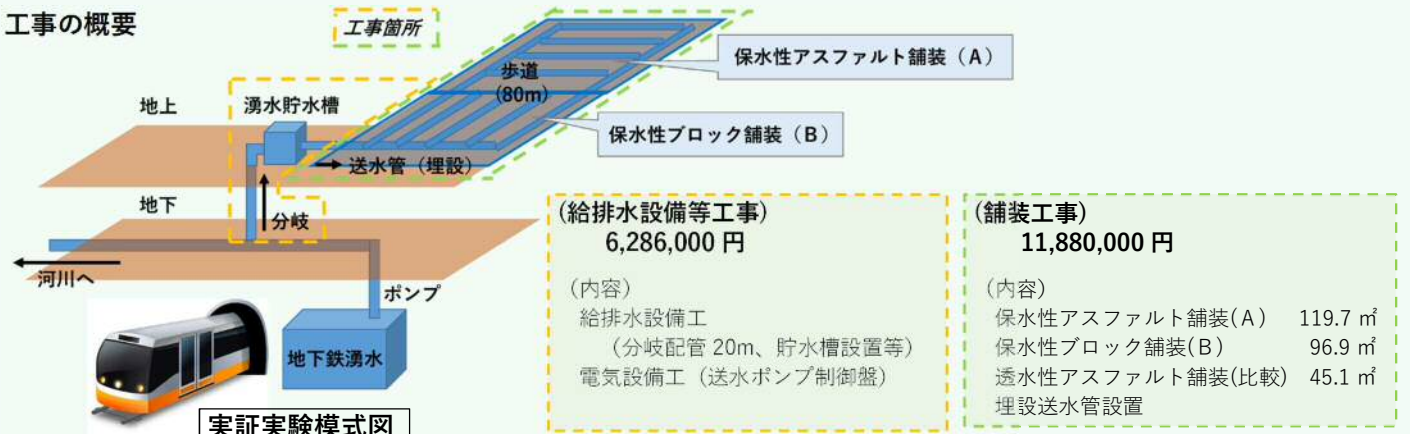 工事の概要
工事箇所
保水性アスファルト舗装（A）
歩道
(80m)
地上
湧水貯水槽
保水性ブロック舗装（B）
送水管（埋設）
地下
分岐
河川へ
ポンプ
地下鉄湧水
実証実験模式図
(給排水設備等工事)
6,286,000 円
（内容）
給排水設備工
（分岐配管 20m、貯水槽設置等）
電気設備工（送水ポンプ制御盤）
(舗装工事)
11,880,000 円
（内容）
保水性アスファルト舗装(A) 119.7 ㎡
保水性ブロック舗装(B) 96.9 ㎡
透水性アスファルト舗装(比較) 45.1 ㎡
埋設送水管設置